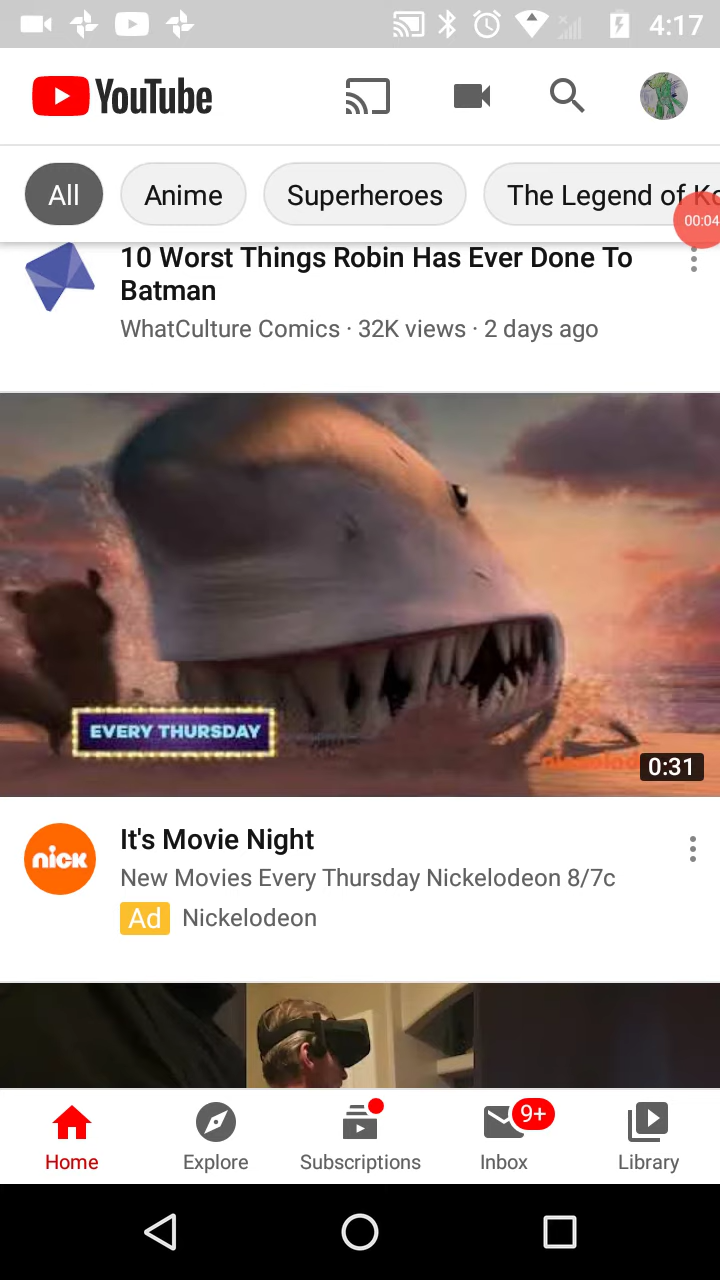 4:17
YouTube
All
Anime
Superheroes
The Legend of Ko
00:04
10 Worst Things Robin Has Ever Done To
Batman
WhatCulture Comics · 32K views · 2 days ago
EVERY THURSDAY
0:31
nick
It's Movie Night
New Movies Every Thursday Nickelodeon 8/7c
Ad Nickelodeon
9+
Home
Explore
Subscriptions
Inbox
Library